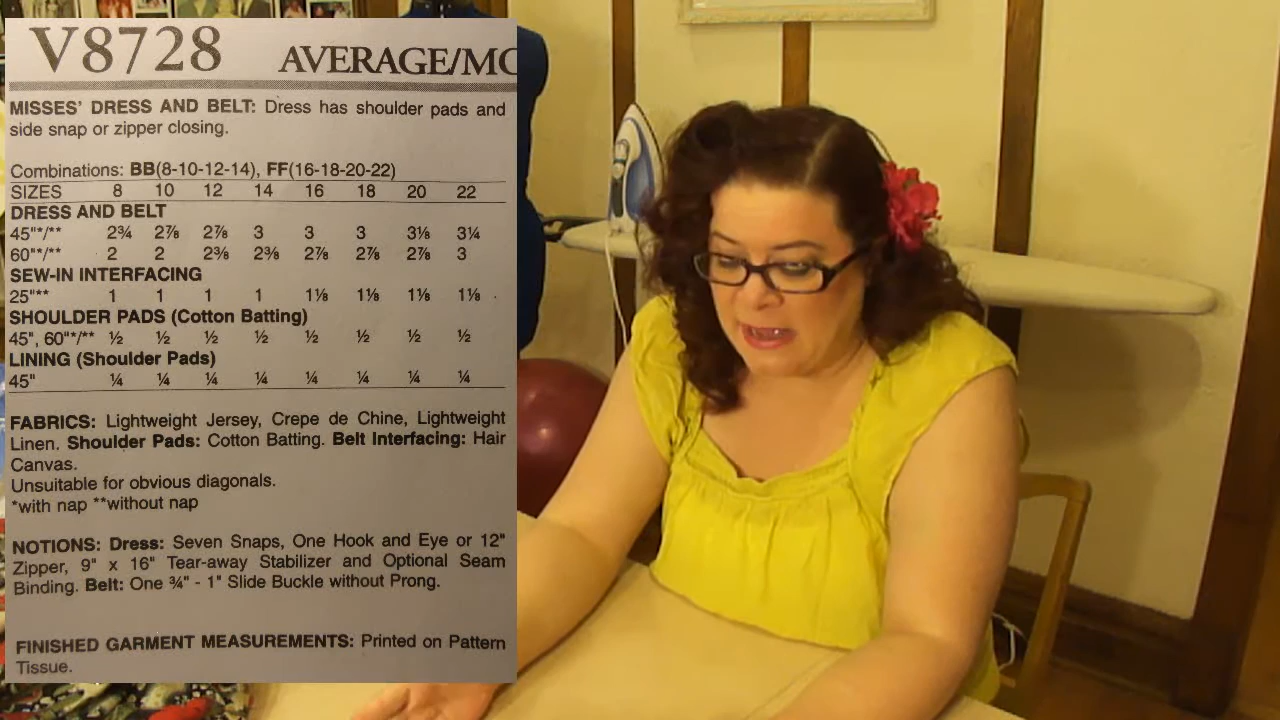 V8728 AVERAGE/MO
MISSES' DRESS AND BELT: Dress has shoulder pads and
side snap or zipper closing.
Combinations: BB(8-10-12-14), FF(16-18-20-22)
SIZES 8 10 12 14 16 18 20 22
DRESS AND BELT
45"*/** 2¾ 2⅞ 2⅞ 3 3 3 3⅛ 3¼
60"*/** 2 2 2⅜ 2⅜ 2⅞ 2⅞ 2⅞ 3
SEW-IN INTERFACING
25"** 1 1 1 1 1⅛ 1⅛ 1⅛ 1⅛
SHOULDER PADS (Cotton Batting)
45", 60"*/** ½ ½ ½ ½ ½ ½ ½ ½
LINING (Shoulder Pads)
45" ¼ ¼ ¼ ¼ ¼ ¼ ¼ ¼
FABRICS: Lightweight Jersey, Crepe de Chine, Lightweight
Linen. Shoulder Pads: Cotton Batting. Belt Interfacing: Hair
Canvas.
Unsuitable for obvious diagonals.
*with nap **without nap
NOTIONS: Dress: Seven Snaps, One Hook and Eye or 12"
Zipper, 9" x 16" Tear-away Stabilizer and Optional Seam
Binding. Belt: One ¾" - 1" Slide Buckle without Prong.
FINISHED GARMENT MEASUREMENTS: Printed on Pattern
Tissue.